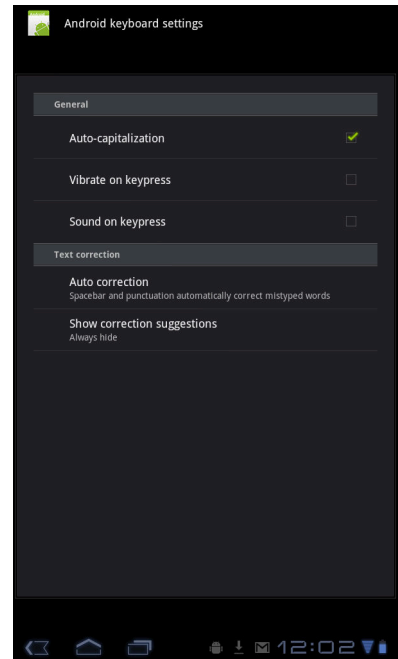 Android keyboard settings
General
Auto-capitalization
Vibrate on keypress
Sound on keypress
Text correction
Auto correction
Spacebar and punctuation automatically correct mistyped words
Show correction suggestions
Always hide
12:02